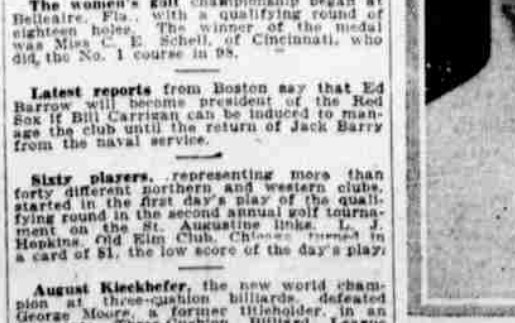 The women's golf championship began at
Belleaire, Fla., with a qualifying round of
eighteen holes. The winner of the medal
was Miss C. E. Schell, of Cincinnati, who
did, the No. 1 course in 98.
Latest reports from Boston say that Ed
Barrow will become president of the Red
Sox if Bill Carrigan can be induced to man-
age the club until the return of Jack Barry
from the naval service.
Sixty players, representing more than
forty different northern and western clubs,
started in the first day's play of the quali-
fying round in the second annual golf tourna-
ment on the St. Augustine links. L. J.
Hopkins, Old Elm Club, Chicago turned in
a card of 81, the low score of the day's play.
August Kieckhefer, the new world cham-
pion at three-cushion billiards, defeated
George Moore, a former titleholder, in an
Three-Cushion Billiard League